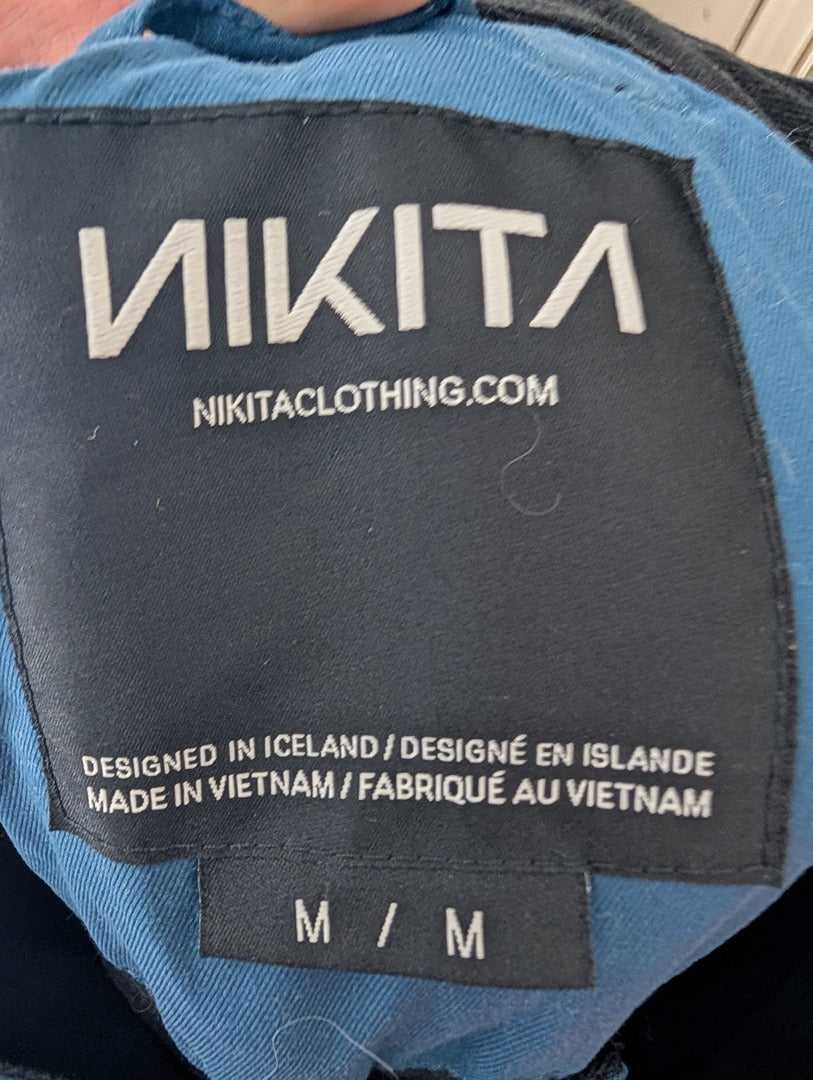 NIKITA
NIKITACLOTHING.COM
DESIGNED IN ICELAND / DESIGNÉ EN ISLANDE
MADE IN VIETNAM / FABRIQUÉ AU VIETNAM
M / M